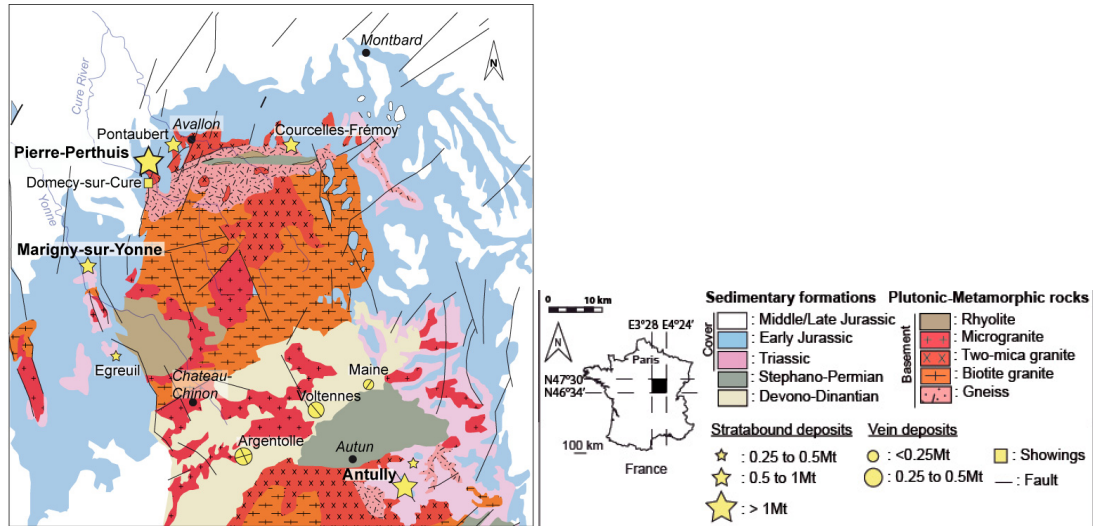 Montbard
N
Cure River
Pontaubert
Avallon
Courcelles-Frémoy
Pierre-Perthuis
Domecy-sur-Cure
Yonne
Marigny-sur-Yonne
Egreuil
Chateau-
Chinon
Maine
Voltennes
Argentolle
Autun
Antully
0 10 km
N
E3°28 E4°24'
Paris
N47°30'
N46°34'
100 km
France
Sedimentary formations
Cover
: Middle/Late Jurassic
: Early Jurassic
: Triassic
: Stephano-Permian
: Devono-Dinantian
Plutonic-Metamorphic rocks
Basement
: Rhyolite
: Microgranite
: Two-mica granite
: Biotite granite
: Gneiss
Stratabound deposits
: 0.25 to 0.5Mt
: 0.5 to 1Mt
: > 1Mt
Vein deposits
: <0.25Mt
: 0.25 to 0.5Mt
: Showings
: Fault